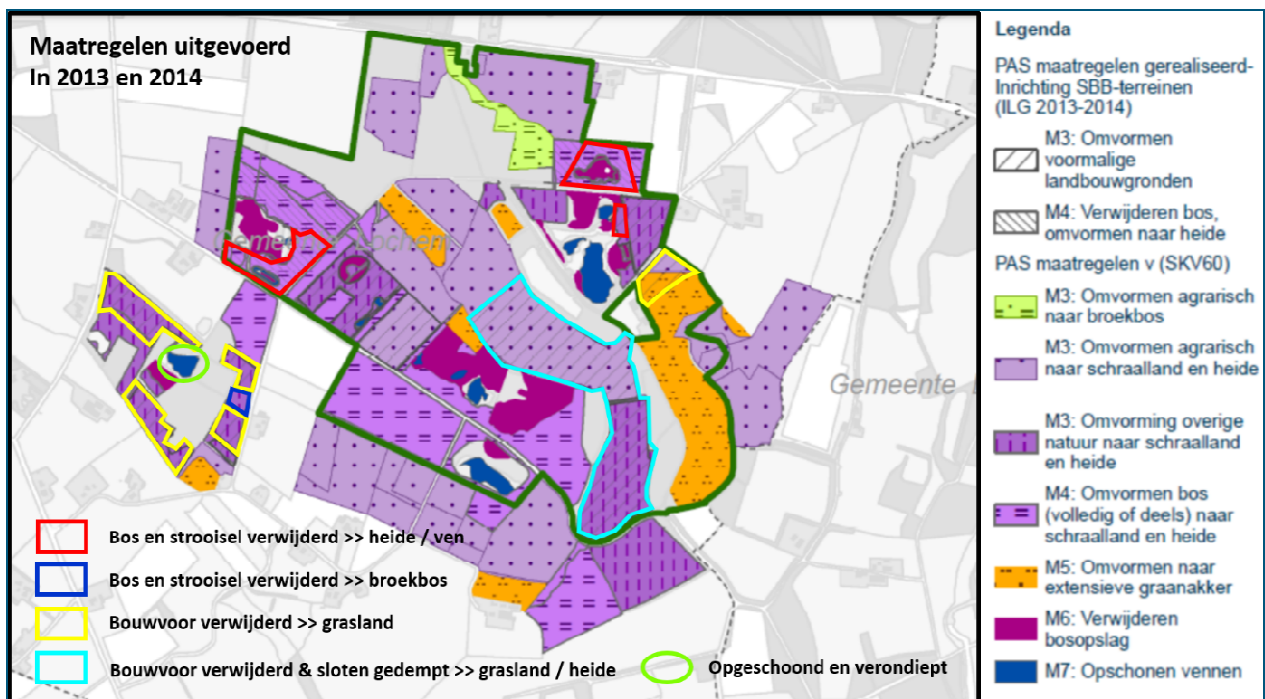 Maatregelen uitgevoerd
In 2013 en 2014
Gemeente Lochem
Gemeente L
Bos en strooisel verwijderd >> heide / ven
Bos en strooisel verwijderd >> broekbos
Bouwvoor verwijderd >> grasland
Bouwvoor verwijderd & sloten gedempt >> grasland / heide
Opgeschoond en verondiept
Legenda
PAS maatregelen gerealiseerd-
Inrichting SBB-terreinen
(ILG 2013-2014)
M3: Omvormen
voormalige
landbouwgronden
M4: Verwijderen bos,
omvormen naar heide
PAS maatregelen v (SKV60)
M3: Omvormen agrarisch
naar broekbos
M3: Omvormen agrarisch
naar schraalland en heide
M3: Omvorming overige
natuur naar schraalland
en heide
M4: Omvormen bos
(volledig of deels) naar
schraalland en heide
M5: Omvormen naar
extensieve graanakker
M6: Verwijderen
bosopslag
M7: Opschonen vennen